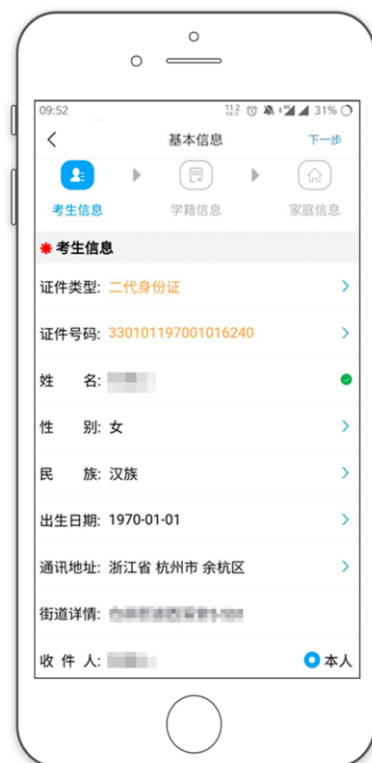 09:52 11.2 KB/S 4G 31%
基本信息 下一步
考生信息 学籍信息 家庭信息
* 考生信息
证件类型: 二代身份证
证件号码: 330101197001016240
姓 名:
性 别: 女
民 族: 汉族
出生日期: 1970-01-01
通讯地址: 浙江省 杭州市 余杭区
街道详情:
收 件 人: 本人